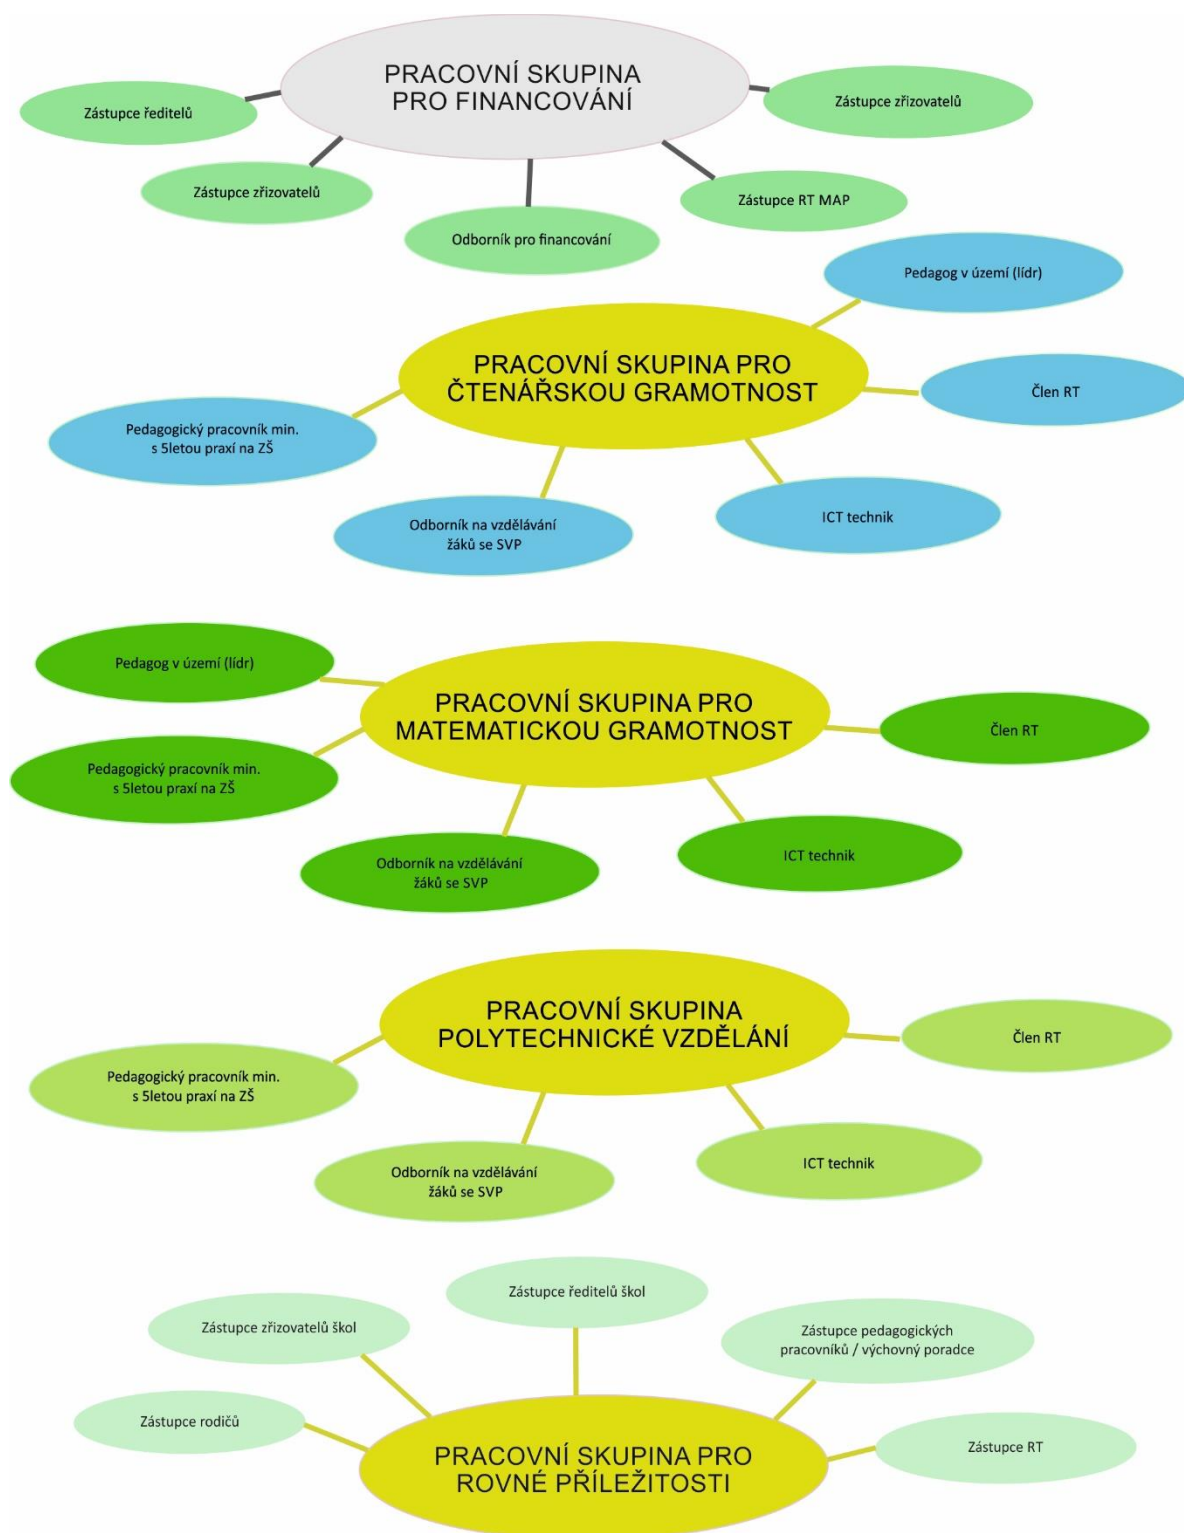 PRACOVNÍ SKUPINA
PRO FINANCOVÁNÍ
Zástupce ředitelů
Zástupce zřizovatelů
Zástupce zřizovatelů
Zástupce RT MAP
Odborník pro financování
Pedagog v území (lídr)
PRACOVNÍ SKUPINA PRO
ČTENÁŘSKOU GRAMOTNOST
Člen RT
Pedagogický pracovník min.
s 5letou praxí na ZŠ
Odborník na vzdělávání
žáků se SVP
ICT technik
Pedagog v území (lídr)
PRACOVNÍ SKUPINA PRO
MATEMATICKOU GRAMOTNOST
Člen RT
Pedagogický pracovník min.
s 5letou praxí na ZŠ
Odborník na vzdělávání
žáků se SVP
ICT technik
PRACOVNÍ SKUPINA
POLYTECHNICKÉ VZDĚLÁNÍ
Člen RT
Pedagogický pracovník min.
s 5letou praxí na ZŠ
Odborník na vzdělávání
žáků se SVP
ICT technik
Zástupce ředitelů škol
Zástupce zřizovatelů škol
Zástupce pedagogických
pracovníků / výchovný poradce
Zástupce rodičů
Zástupce RT
PRACOVNÍ SKUPINA PRO
ROVNÉ PŘÍLEŽITOSTI